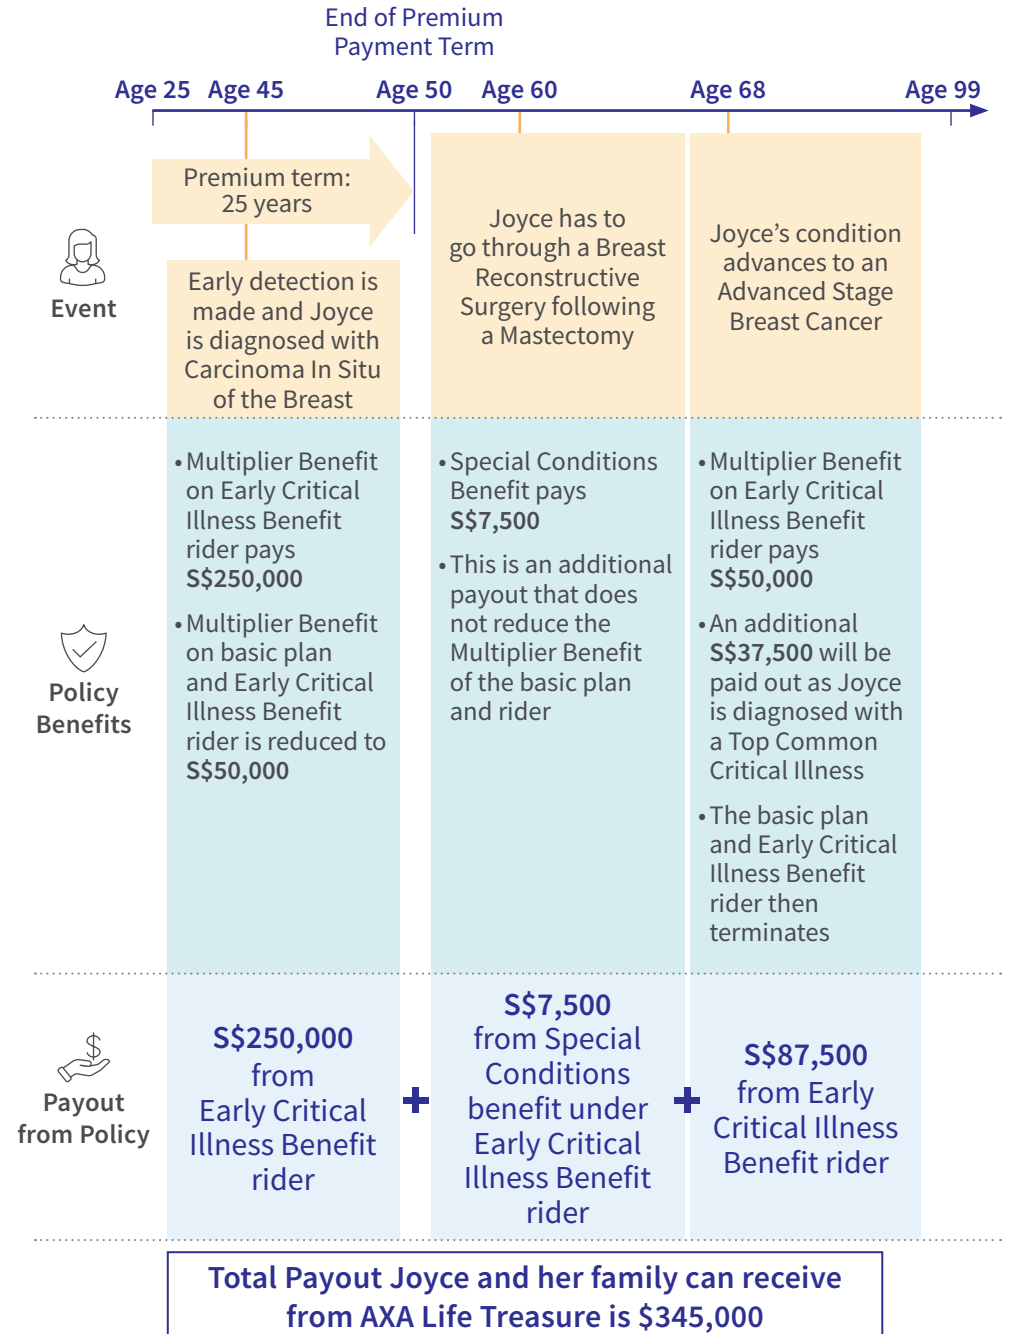 End of Premium
Payment Term
Age 25
Age 45
Age 50
Age 60
Age 68
Age 99
Premium term:
25 years
Event
Early detection is
made and Joyce
is diagnosed with
Carcinoma In Situ
of the Breast
Joyce has to
go through a Breast
Reconstructive
Surgery following
a Mastectomy
Joyce’s condition
advances to an
Advanced Stage
Breast Cancer
Policy
Benefits
• Multiplier Benefit
on Early Critical
Illness Benefit
rider pays
S$250,000
• Multiplier Benefit
on basic plan
and Early Critical
Illness Benefit
rider is reduced to
S$50,000
• Special Conditions
Benefit pays
S$7,500
• This is an additional
payout that does
not reduce the
Multiplier Benefit
of the basic plan
and rider
• Multiplier Benefit
on Early Critical
Illness Benefit
rider pays
S$50,000
• An additional
S$37,500 will be
paid out as Joyce
is diagnosed with
a Top Common
Critical Illness
• The basic plan
and Early Critical
Illness Benefit
rider then
terminates
Payout
from Policy
S$250,000
from
Early Critical
Illness Benefit
rider
+
S$7,500
from Special
Conditions
benefit under
Early Critical
Illness Benefit
rider
+
S$87,500
from Early
Critical Illness
Benefit rider
Total Payout Joyce and her family can receive
from AXA Life Treasure is $345,000